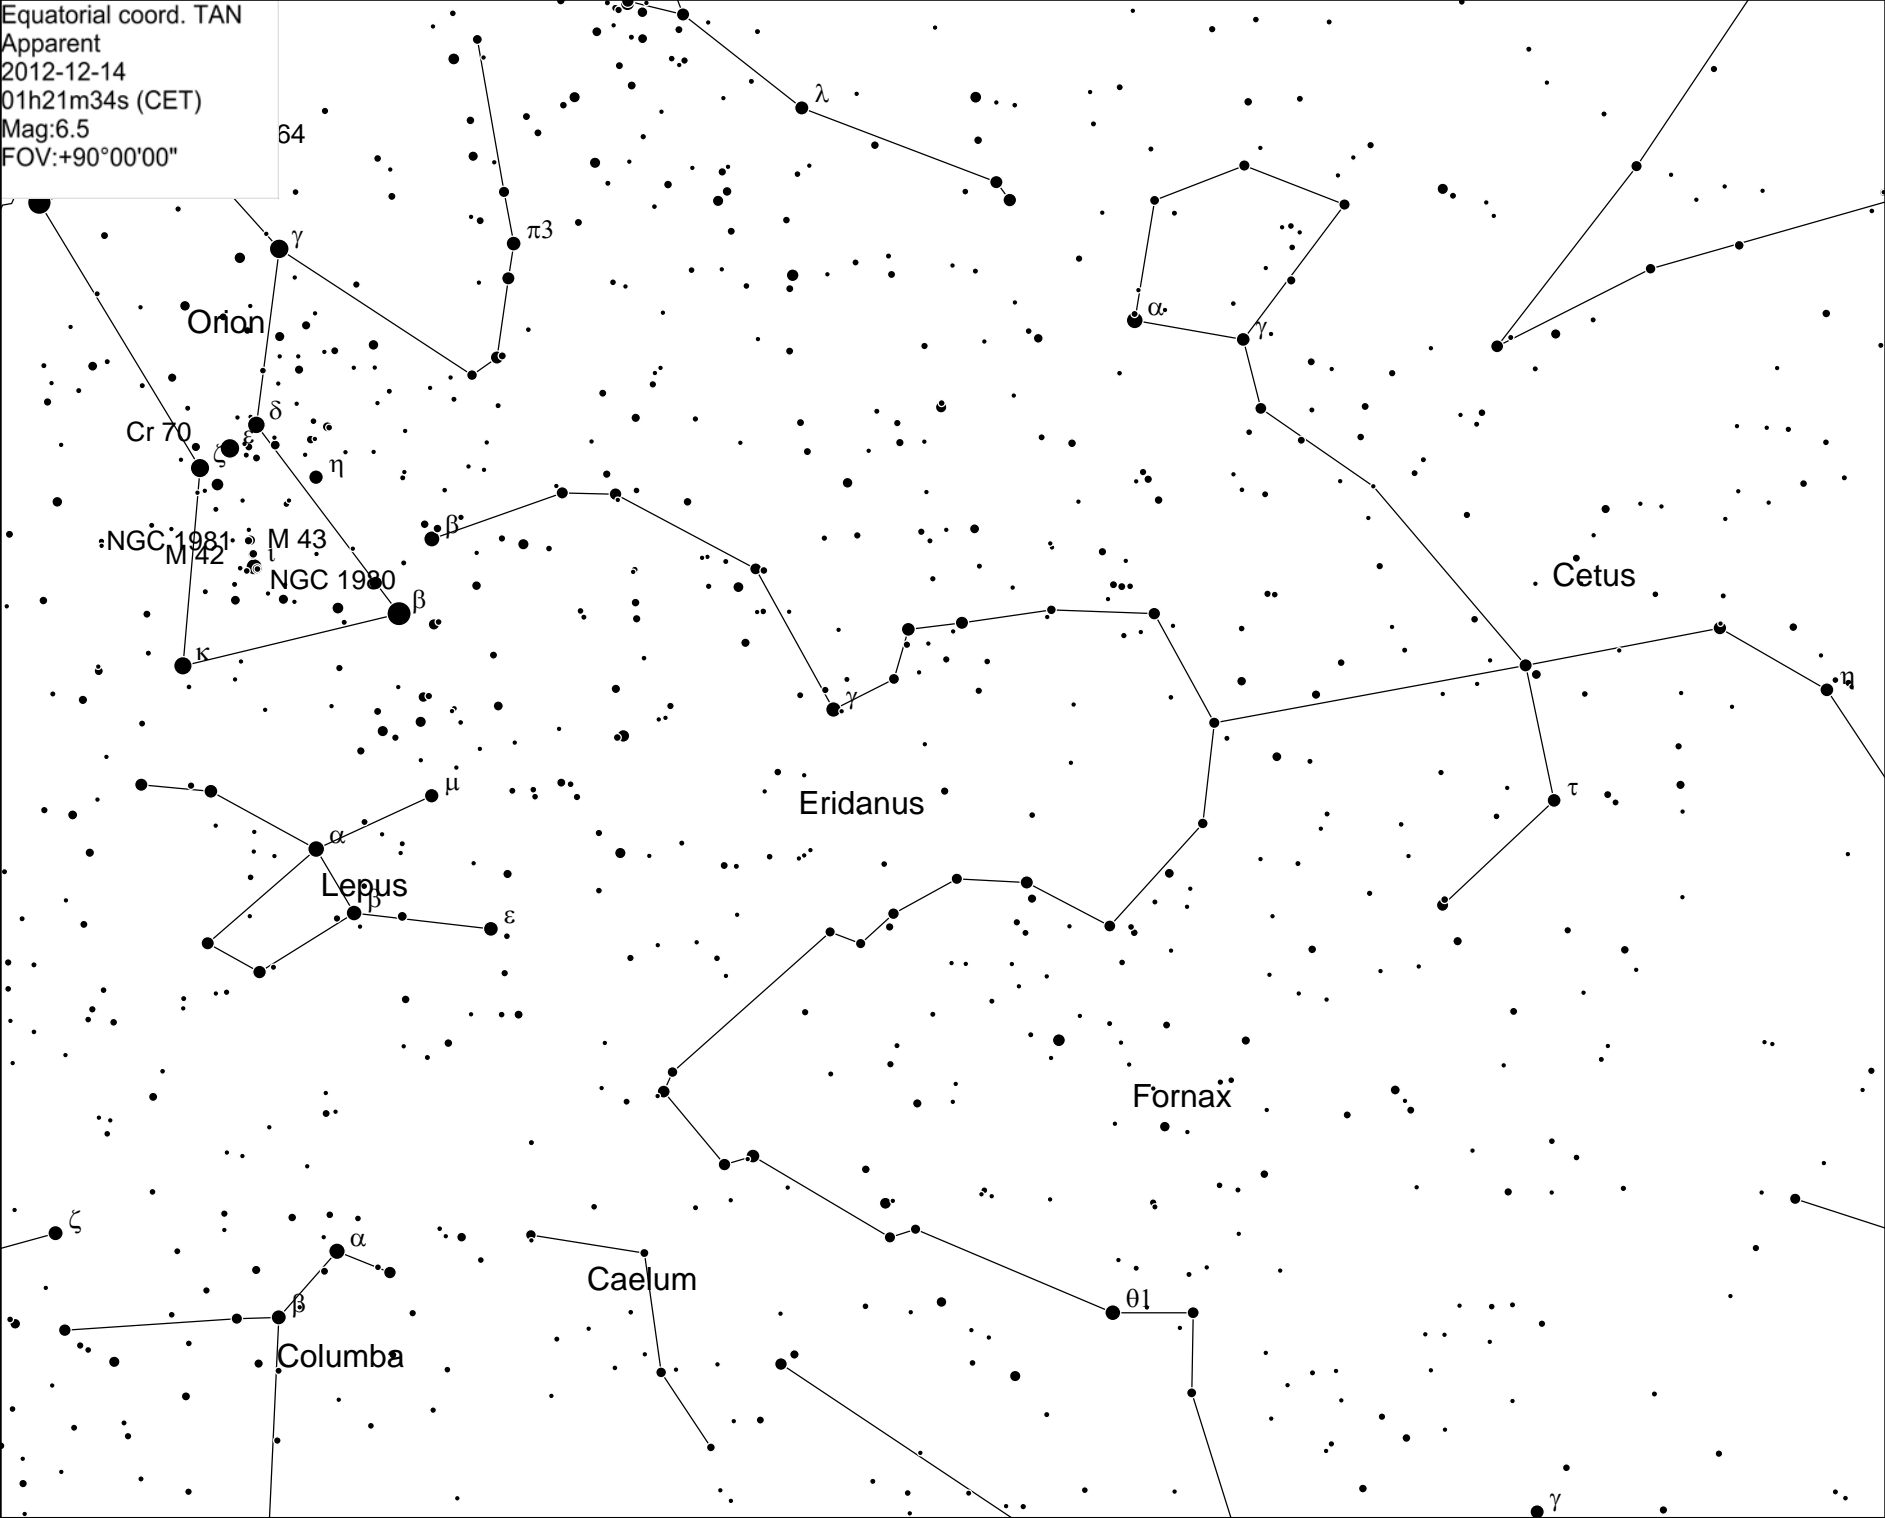 Equatorial coord. TAN
Apparent
2012-12-14
01h21m34s (CET)
Mag:6.5
FOV:+90°00'00"
64
λ
π3
γ
α
γ
Orion
δ
Cr 70
ε
ζ
η
β
NGC 1981
M 43
M 42
ι
NGC 1980
β
Cetus
κ
γ
η
μ
τ
Eridanus
α
Lepus
β
ε
Fornax
ζ
α
Caelum
β
θ1
Columba
γ